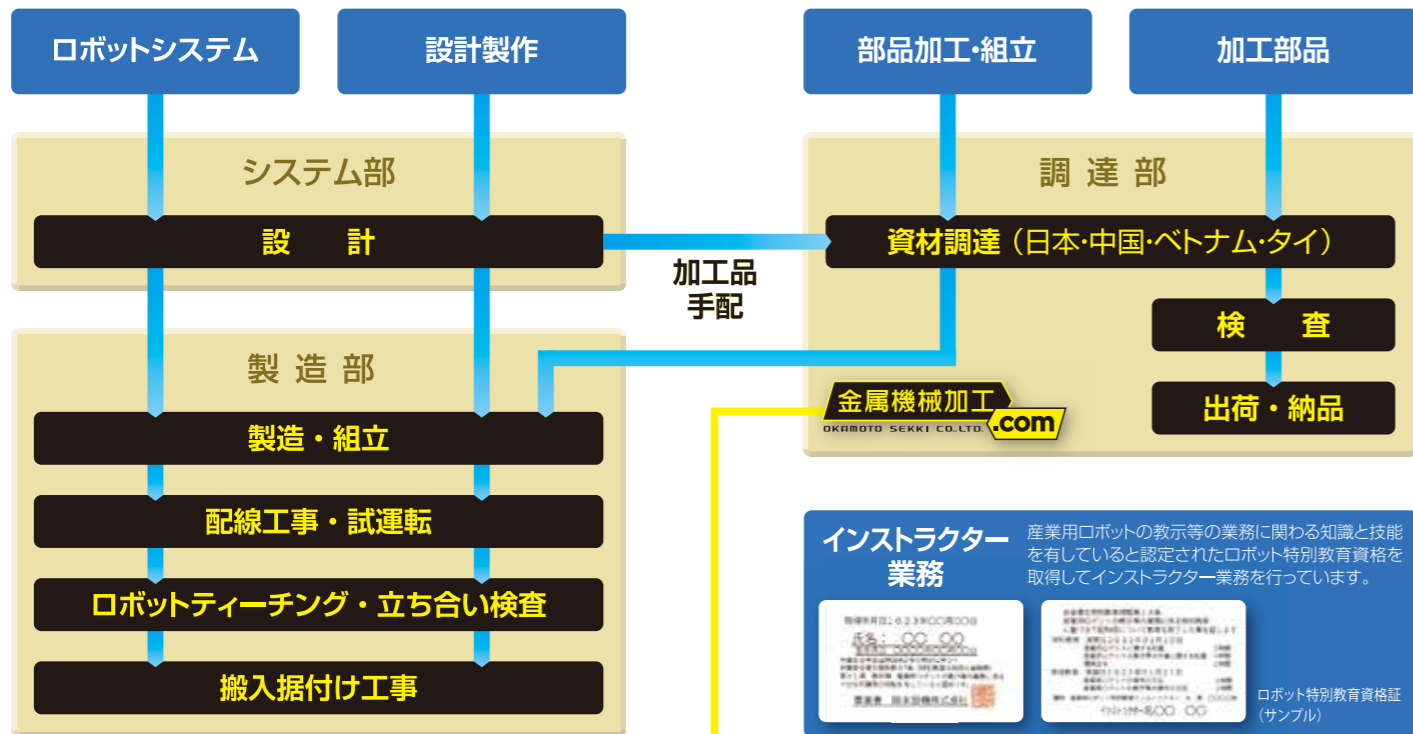 ロボットシステム
設計製作
部品加工・組立
加工部品
システム部
設　計
加工品
手配
調達部
資材調達（日本・中国・ベトナム・タイ）
検　査
出荷・納品
金属機械加工
.com
OKAMOTO SEKKI CO.LTD.
製造部
製造・組立
配線工事・試運転
ロボットティーチング・立ち合い検査
搬入据付け工事
インストラクター
業務
産業用ロボットの教示等の業務に関わる知識と技能
を有していると認定されたロボット特別教育資格を
取得してインストラクター業務を行っています。
氏名： 〇〇 〇〇
ロボット特別教育資格証
（サンプル）